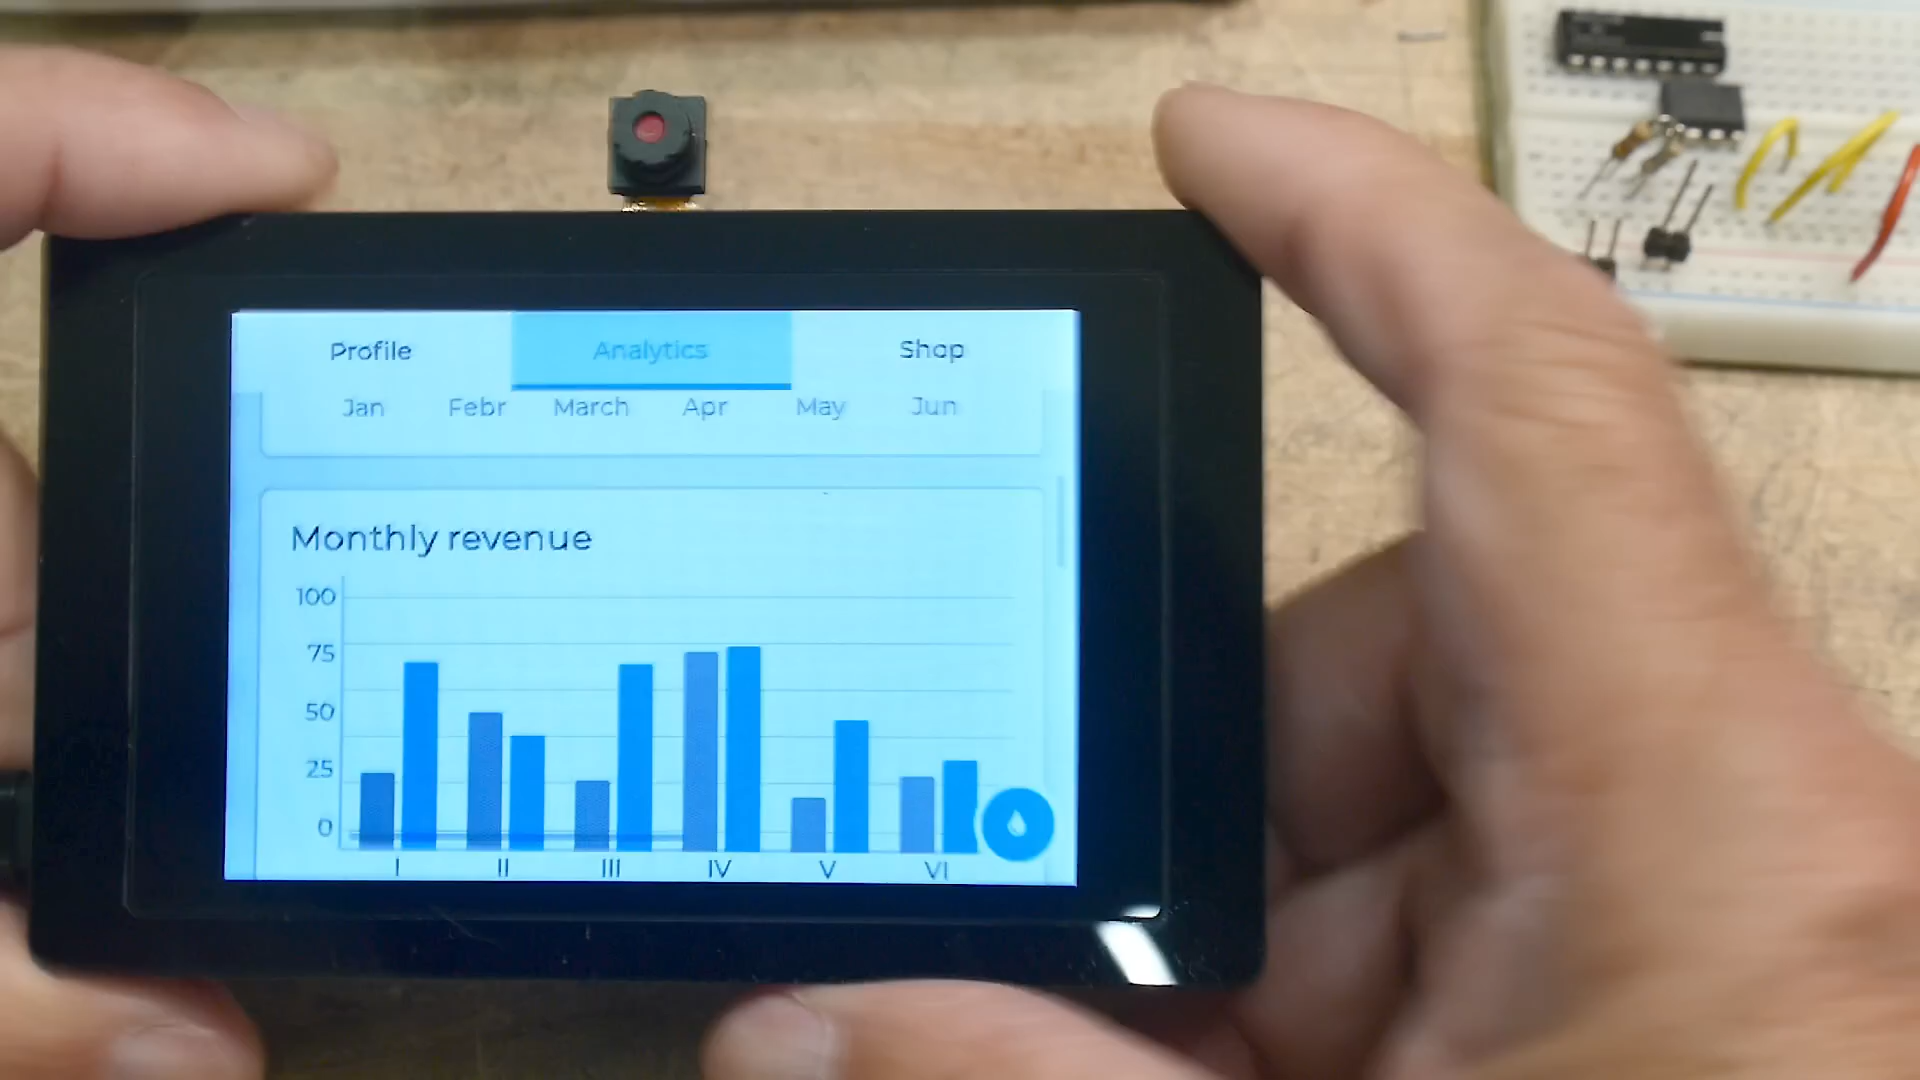 Profile Analytics Shop
Jan Febr March Apr May Jun
Monthly revenue
100
75
50
25
0
I II III IV V VI